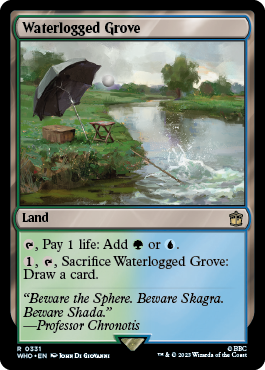 Waterlogged Grove
Land
, Pay 1 life: Add or .
1, , Sacrifice Waterlogged Grove:
Draw a card.
“Beware the Sphere. Beware Skagra.
Beware Shada.”
—Professor Chronotis
R 0331
WHO • EN John Di Giovanni
© BBC
™ & © 2023 Wizards of the Coast